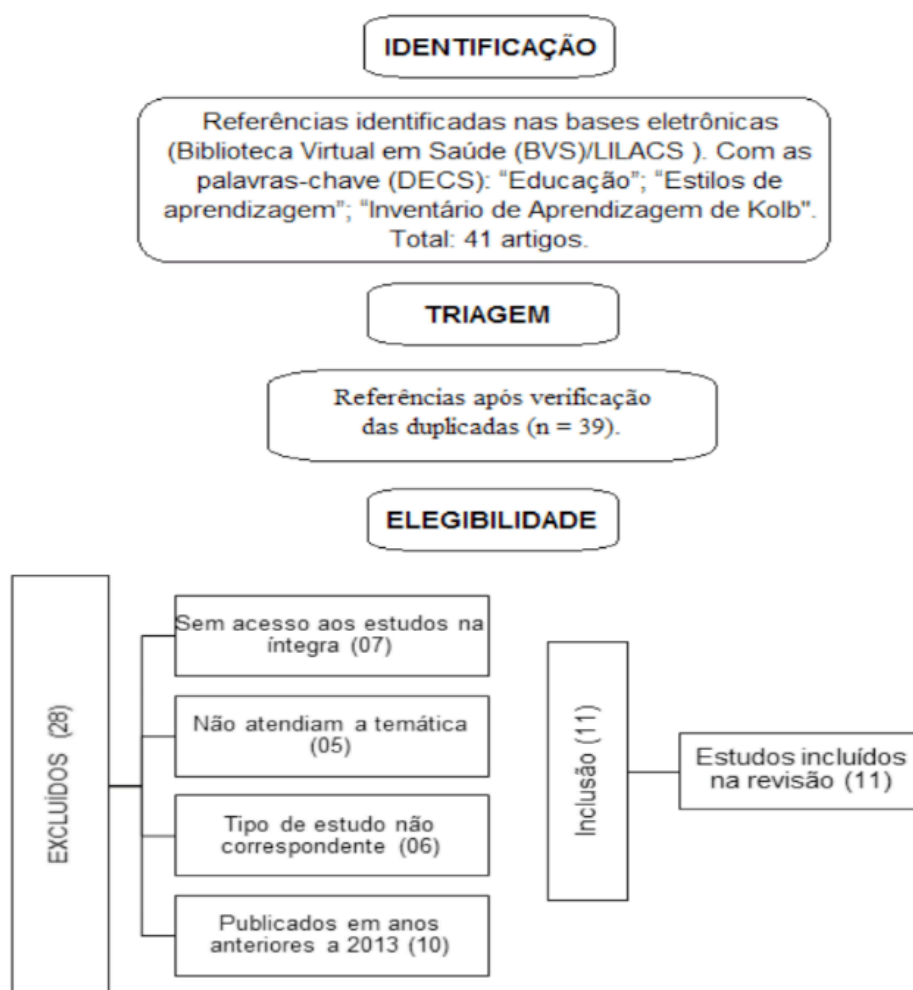 IDENTIFICAÇÃO
Referências identificadas nas bases eletrônicas
(Biblioteca Virtual em Saúde (BVS)/LILACS ). Com as
palavras-chave (DECS): “Educação”; “Estilos de
aprendizagem”; “Inventário de Aprendizagem de Kolb".
Total: 41 artigos.
TRIAGEM
Referências após verificação
das duplicadas (n = 39).
ELEGIBILIDADE
EXCLUÍDOS (28)
Sem acesso aos estudos na
íntegra (07)
Não atendiam a temática
(05)
Tipo de estudo não
correspondente (06)
Publicados em anos
anteriores a 2013 (10)
Inclusão (11)
Estudos incluídos
na revisão (11)